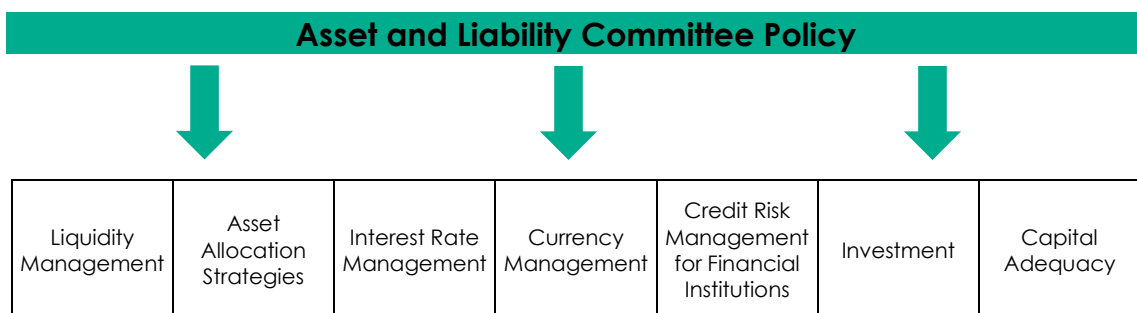 Asset and Liability Committee Policy
Liquidity
Management
Asset
Allocation
Strategies
Interest Rate
Management
Currency
Management
Credit Risk
Management
for Financial
Institutions
Investment
Capital
Adequacy